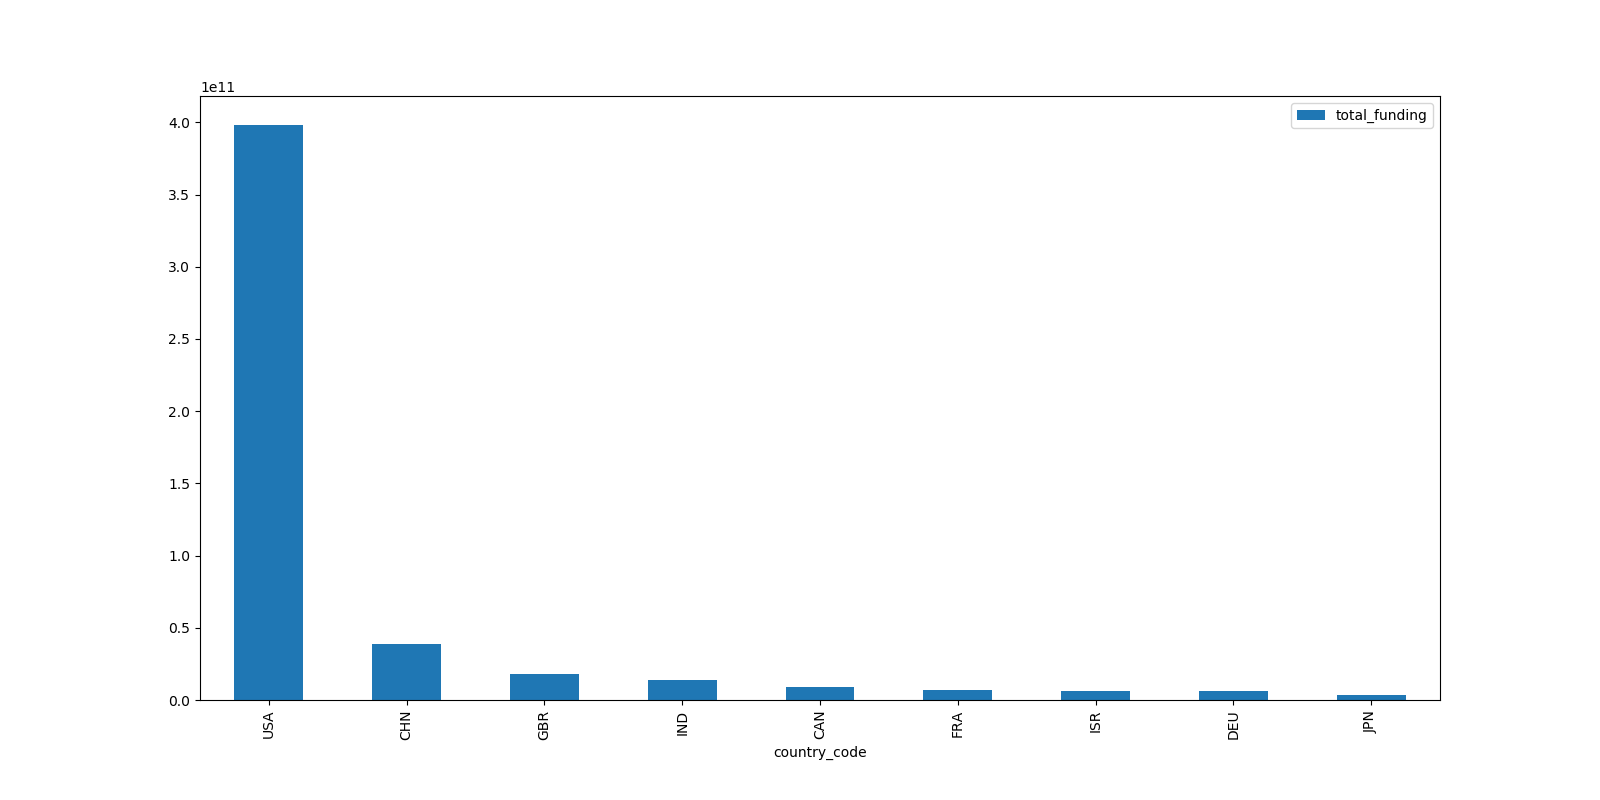 1e11
total_funding
4.0
3.5
3.0
2.5
2.0
1.5
1.0
0.5
0.0
USA
CHN
GBR
IND
CAN
FRA
ISR
DEU
JPN
country_code